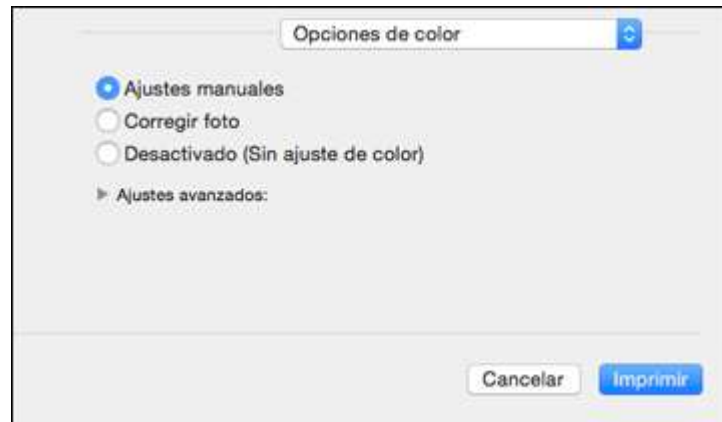 Opciones de color
Ajustes manuales
Corregir foto
Desactivado (Sin ajuste de color)
Ajustes avanzados:
Cancelar Imprimir